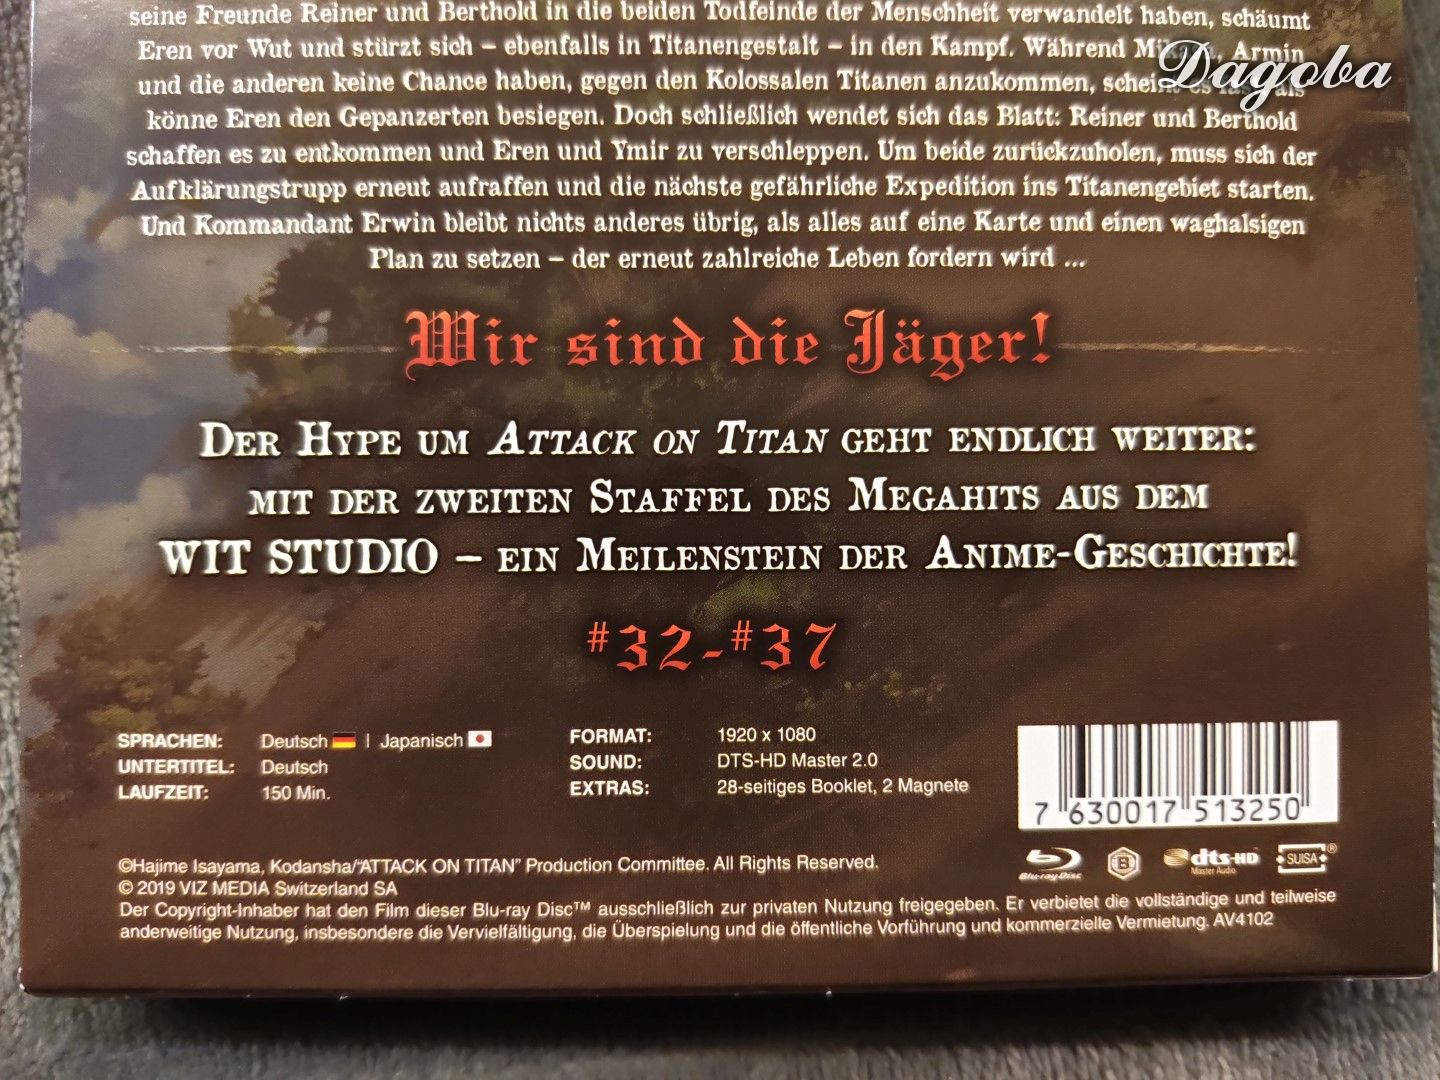 seine Freunde Reiner und Berthold in die beiden Todfeinde der Menschheit verwandelt haben, schäumt
Eren vor Wut und stürzt sich – ebenfalls in Titanengestalt – in den Kampf. Während Armin
und die anderen keine Chance haben, gegen den Kolossalen Titanen anzukommen, es als
könne Eren den Gepanzerten besiegen. Doch schließlich wendet sich das Blatt: Reiner und Berthold
schaffen es zu entkommen und Eren und Ymir zu verschleppen. Um beide zurückzuholen, muss sich der
Aufklärungstrupp erneut aufraffen und die nächste gefährliche Expedition ins Titanengebiet starten.
Und Kommandant Erwin bleibt nichts anderes übrig, als alles auf eine Karte und einen waghalsigen
Plan zu setzen – der erneut zahlreiche Leben fordern wird ...
Dagoba
Wir sind die Jäger!
DER HYPE UM ATTACK ON TITAN GEHT ENDLICH WEITER:
MIT DER ZWEITEN STAFFEL DES MEGAHITS AUS DEM
WIT STUDIO – EIN MEILENSTEIN DER ANIME-GESCHICHTE!
#32-#37
SPRACHEN: Deutsch | Japanisch
UNTERTITEL: Deutsch
LAUFZEIT: 150 Min.
FORMAT: 1920 x 1080
SOUND: DTS-HD Master 2.0
EXTRAS: 28-seitiges Booklet, 2 Magnete
7 630017 513250
Blu-ray Disc
B
dts-HD
Master Audio
SUISA®
©Hajime Isayama, Kodansha/"ATTACK ON TITAN" Production Committee. All Rights Reserved.
© 2019 VIZ MEDIA Switzerland SA
Der Copyright-Inhaber hat den Film dieser Blu-ray Disc™ ausschließlich zur privaten Nutzung freigegeben. Er verbietet die vollständige und teilweise
anderweitige Nutzung, insbesondere die Vervielfältigung, die Überspielung und die öffentliche Vorführung und kommerzielle Vermietung. AV4102